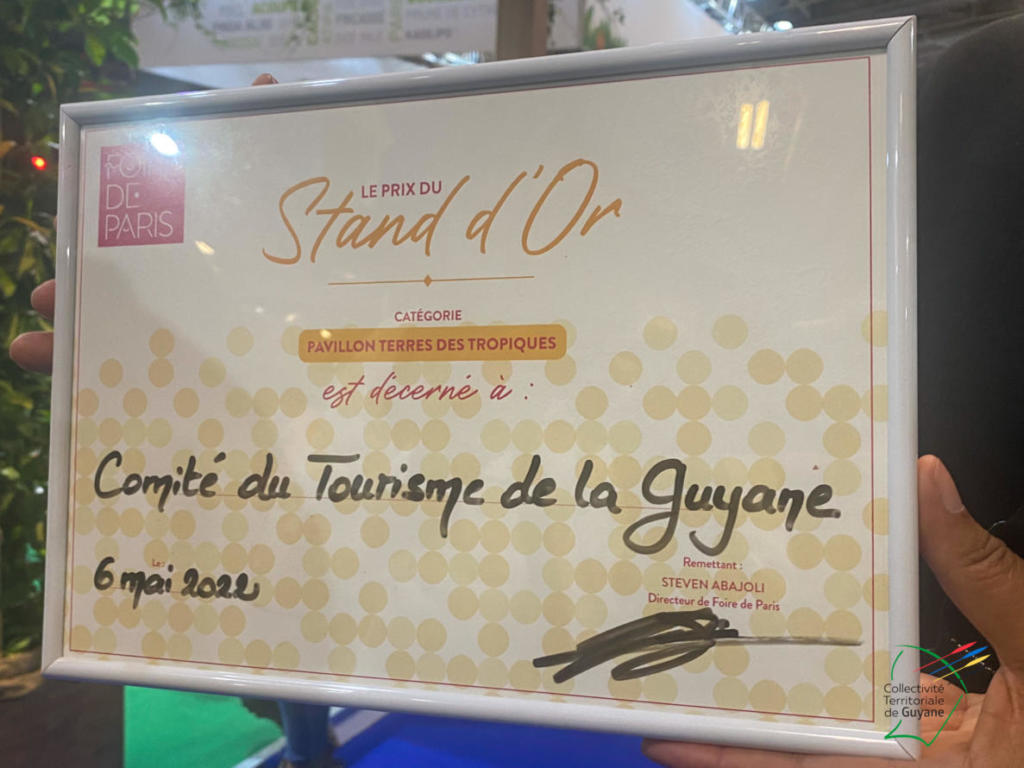 FOIRE
DE
PARIS
LE PRIX DU
Stand d'Or
CATÉGORIE
PAVILLON TERRES DES TROPIQUES
est décerné à :
Comité du Tourisme de la Guyane
Le :
6 mai 2022
Remettant :
STEVEN ABAJOLI
Directeur de Foire de Paris
Collectivité
Territoriale
de Guyane